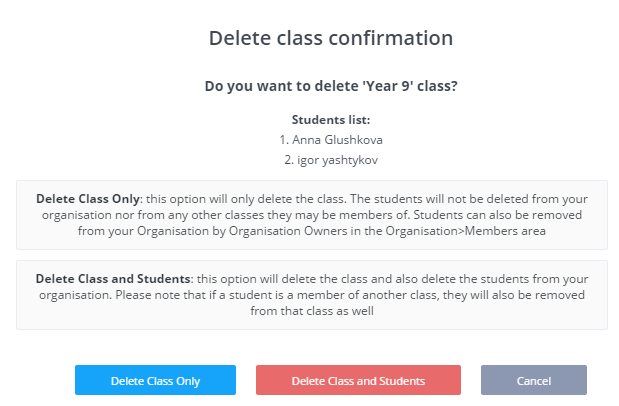 Delete class confirmation
Do you want to delete 'Year 9' class?
Students list:
1. Anna Glushkova
2. igor yashtykov
Delete Class Only: this option will only delete the class. The students will not be deleted from your
organisation nor from any other classes they may be members of. Students can also be removed
from your Organisation by Organisation Owners in the Organisation>Members area
Delete Class and Students: this option will delete the class and also delete the students from your
organisation. Please note that if a student is a member of another class, they will also be removed
from that class as well
Delete Class Only
Delete Class and Students
Cancel